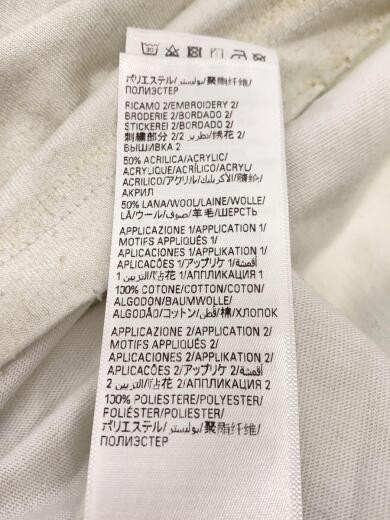 ポリエステル/بوليستر/聚酯纤维/
ПОЛИЭСТЕР
RICAMO 2/EMBROIDERY 2/
BRODERIE 2/BORDADO 2/
STICKEREI 2/BORDADO 2/
刺繍部分 2/2 تطريز/绣花 2/
ВЫШИВКА 2
50% ACRILICA/ACRYLIC/
ACRYLIQUE/ACRÍLICO/ACRYL/
ACRILICO/アクリル/الأكريليك/腈纶/
АКРИЛ
50% LANA/WOOL/LAINE/WOLLE/
LÃ/ウール/صوف/羊毛/ШЕРСТЬ
APPLICAZIONE 1/APPLICATION 1/
MOTIFS APPLIQUÉS 1/
APLICACIONES 1/APPLIKATION 1/
APLICACÕES 1/アップリケ 1/أقمشة
التزيين 1/贴花 1/АППЛИКАЦИЯ 1
100% COTONE/COTTON/COTON/
ALGODON/BAUMWOLLE/
ALGODÃO/コットン/قطن/棉/ХЛОПОК
APPLICAZIONE 2/APPLICATION 2/
MOTIFS APPLIQUÉS 2/
APLICACIONES 2/APPLIKATION 2/
APLICACÕES 2/アップリケ 2/أقمشة
التزيين 2/贴花 2/АППЛИКАЦИЯ 2
100% POLIESTERE/POLYESTER/
POLIÉSTER/POLYESTER/
POLIÉSTER/POLIESTER/
ポリエステル/بوليستر/聚酯纤维/
ПОЛИЭСТЕР